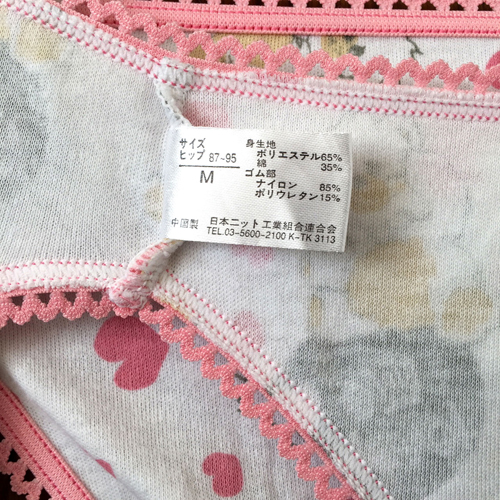 サイズ
ヒップ 87~95
M
身生地
ポリエステル65%
綿 35%
ゴム部
ナイロン 85%
ポリウレタン15%
中国製
日本ニット工業組合連合会
TEL.03-5600-2100 K-TK 3113